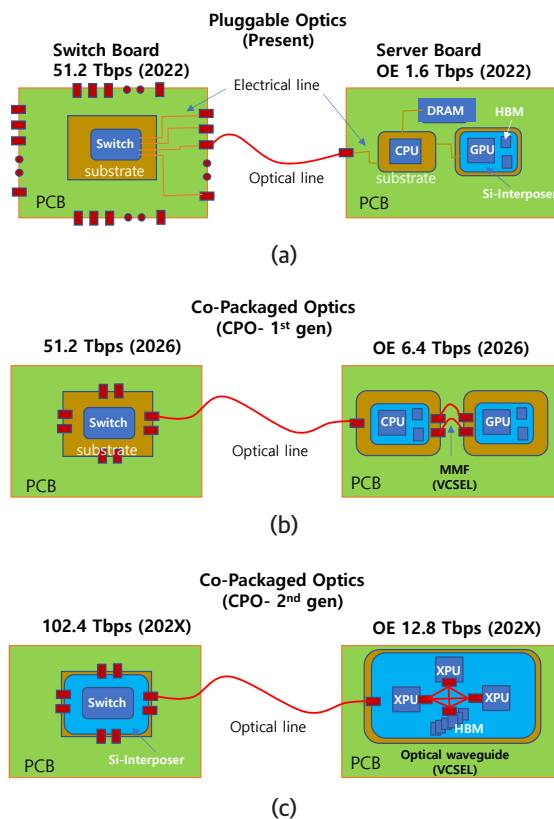 Pluggable Optics
(Present)
Switch Board
51.2 Tbps (2022)
Server Board
OE 1.6 Tbps (2022)
Electrical line
DRAM
HBM
Switch
CPU
GPU
substrate
substrate
Optical line
Si-Interposer
PCB
PCB
(a)
Co-Packaged Optics
(CPO- 1st gen)
51.2 Tbps (2026)
OE 6.4 Tbps (2026)
Switch
CPU
GPU
substrate
Optical line
MMF
(VCSEL)
PCB
PCB
(b)
Co-Packaged Optics
(CPO- 2nd gen)
102.4 Tbps (202X)
OE 12.8 Tbps (202X)
XPU
Switch
XPU
XPU
Optical line
HBM
Si-Interposer
Optical waveguide
(VCSEL)
PCB
PCB
(c)